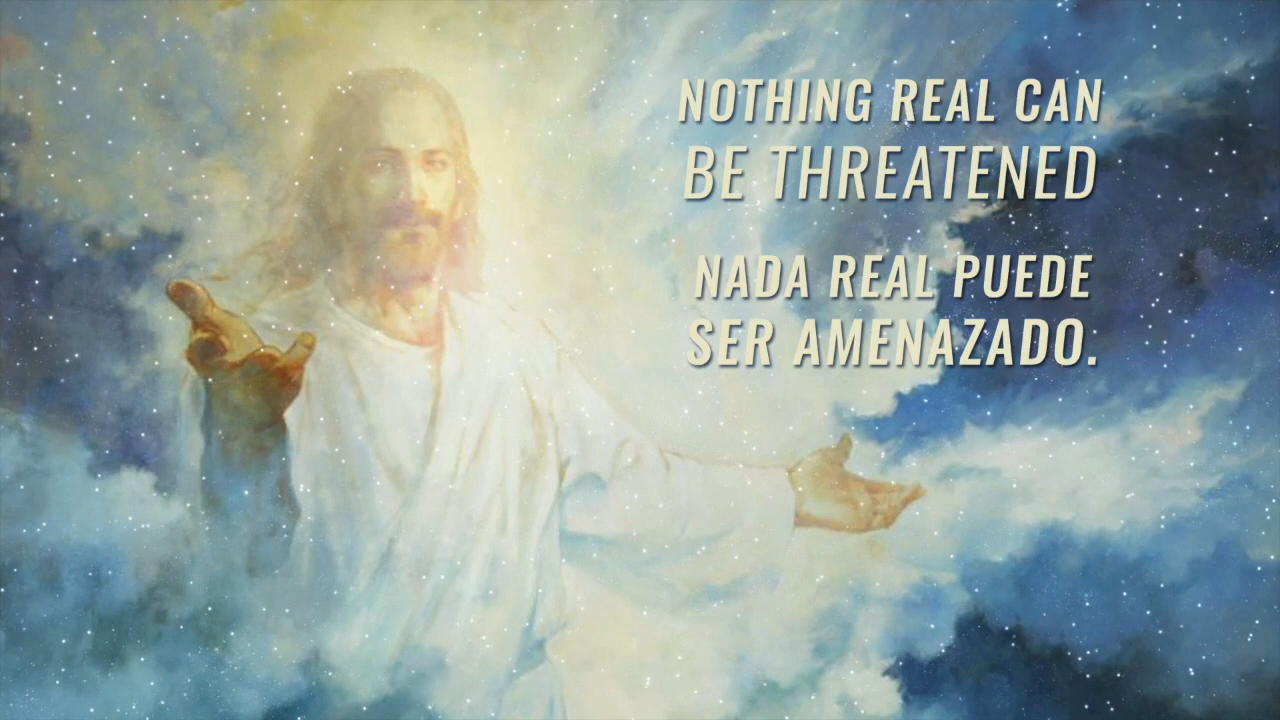 NOTHING REAL CAN
BE THREATENED
NADA REAL PUEDE
SER AMENAZADO.